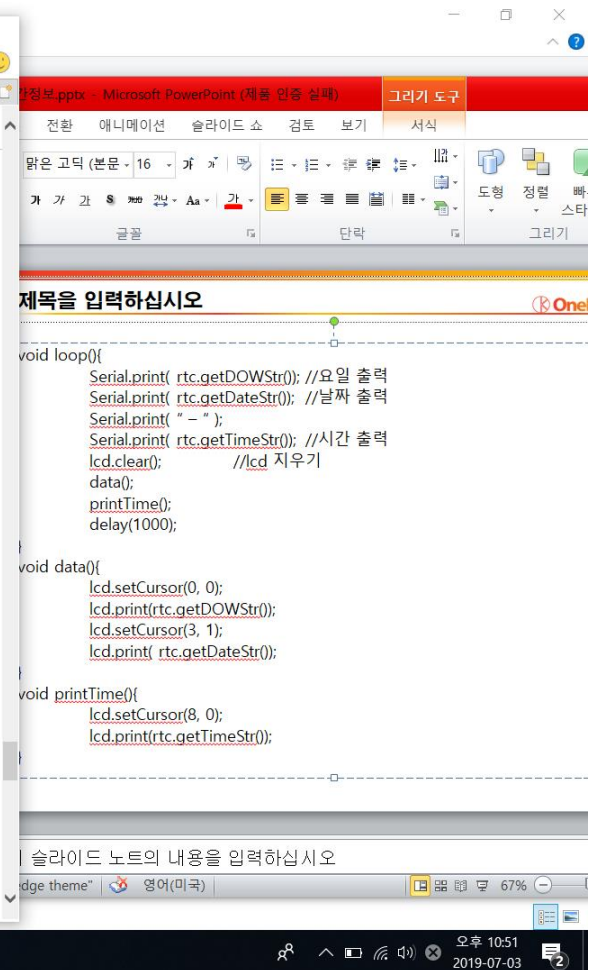 간정보.pptx - Microsoft PowerPoint (제품 인증 실패)
그리기 도구
전환 애니메이션 슬라이드 쇼 검토 보기 서식
맑은 고딕 (본문 16
도형 정렬
글꼴 단락 그리기
제목을 입력하십시오
void loop(){
Serial.print( rtc.getDOWStr()); //요일 출력
Serial.print( rtc.getDateStr()); //날짜 출력
Serial.print( “ – “ );
Serial.print( rtc.getTimeStr()); //시간 출력
lcd.clear(); //lcd 지우기
data();
printTime();
delay(1000);
}
void data(){
lcd.setCursor(0, 0);
lcd.print(rtc.getDOWStr());
lcd.setCursor(3, 1);
lcd.print( rtc.getDateStr());
}
void printTime(){
lcd.setCursor(8, 0);
lcd.print(rtc.getTimeStr());
}
슬라이드 노트의 내용을 입력하십시오
edge theme" 영어(미국) 67%
오후 10:51
2019-07-03
2